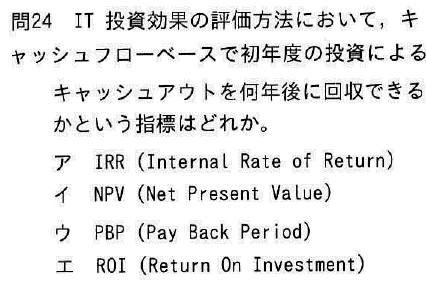 問24 IT 投資効果の評価方法において，キ
ャッシュフローベースで初年度の投資による
キャッシュアウトを何年後に回収できる
かという指標はどれか。
ア IRR (Internal Rate of Return)
イ NPV (Net Present Value)
ウ PBP (Pay Back Period)
エ ROI (Return On Investment)